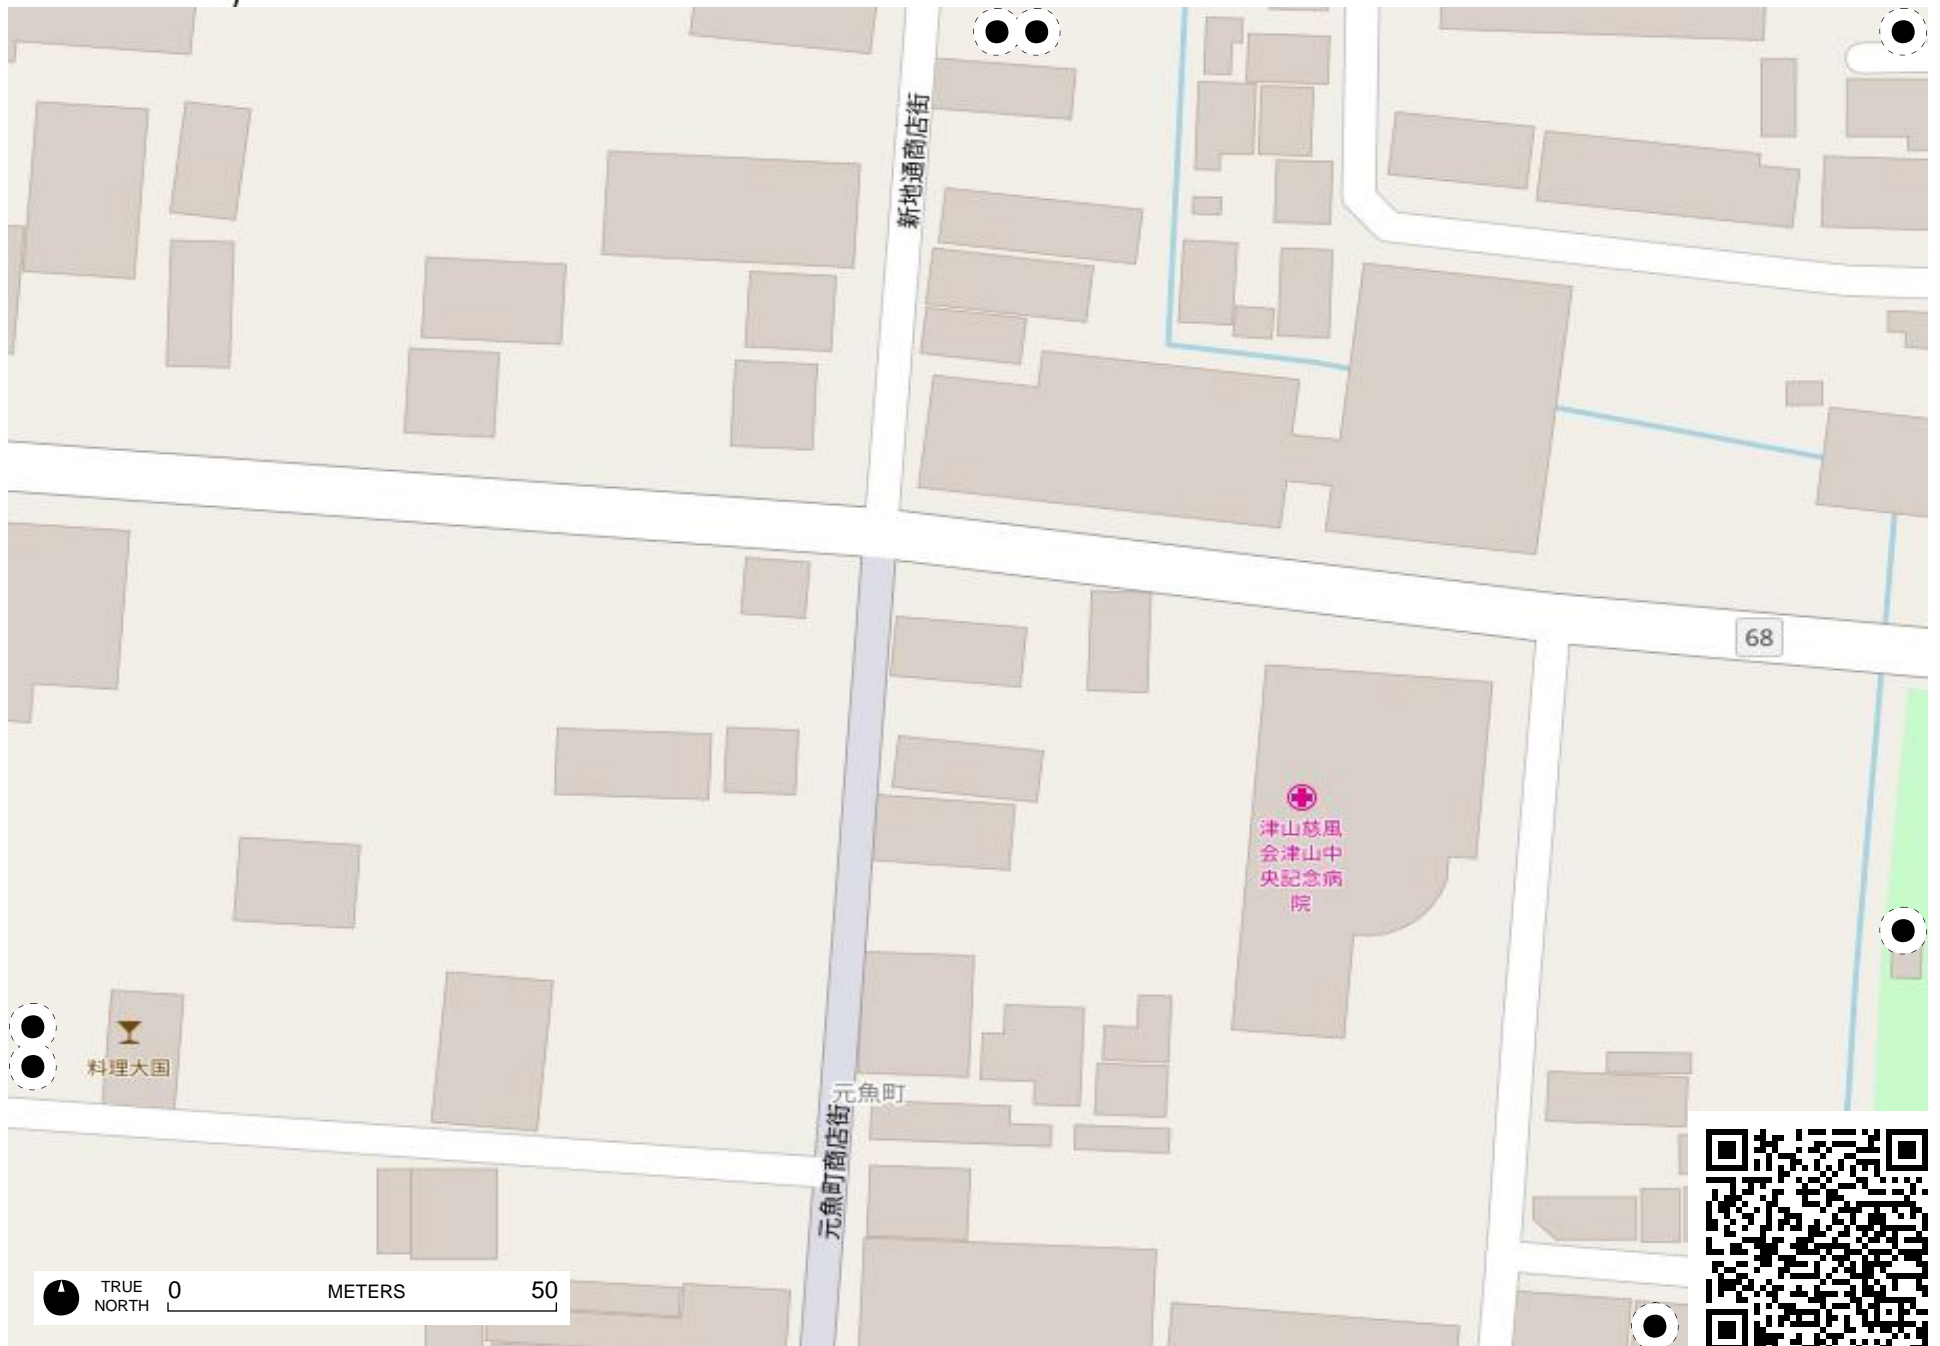 新地通商店街
68
津山慈風
会津山中
央記念病
院
料理大国
元魚町
元魚町商店街
TRUE
NORTH
0
METERS
50